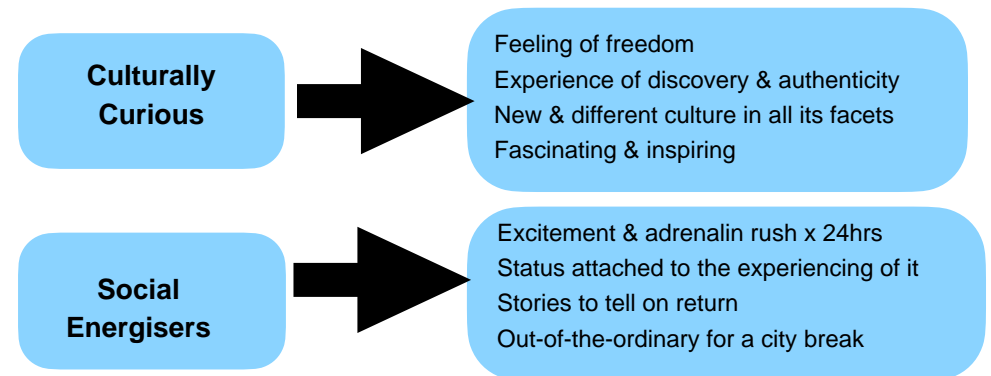 Culturally
Curious
Feeling of freedom
Experience of discovery & authenticity
New & different culture in all its facets
Fascinating & inspiring
Social
Energisers
Excitement & adrenalin rush x 24hrs
Status attached to the experiencing of it
Stories to tell on return
Out-of-the-ordinary for a city break